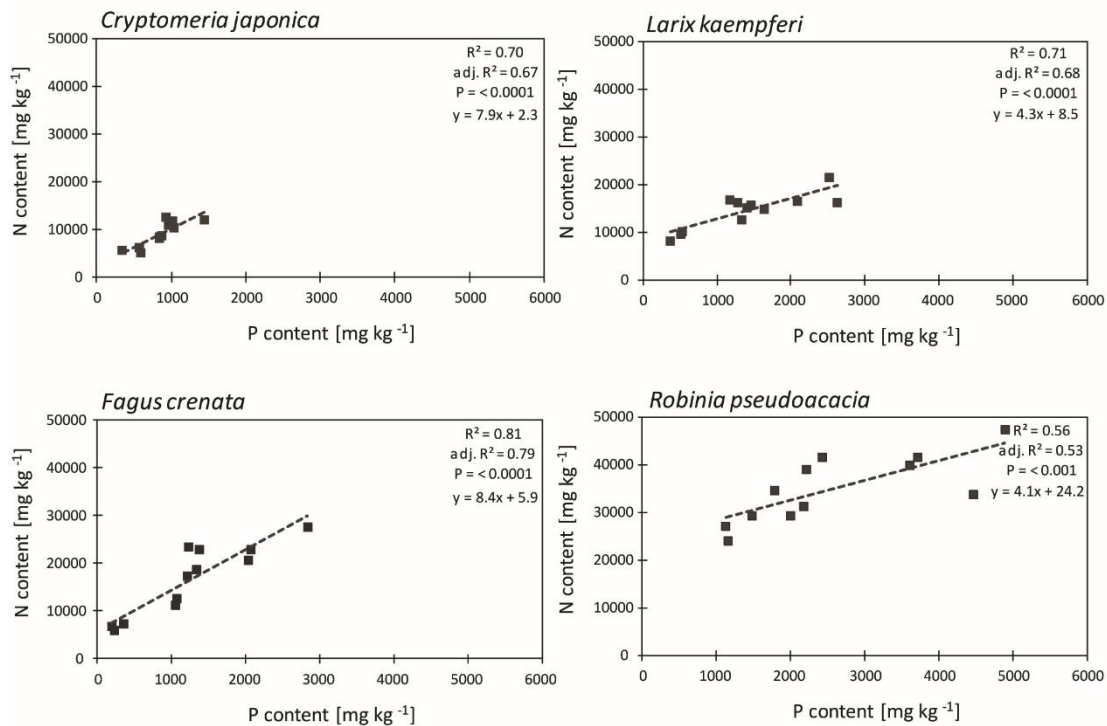 Cryptomeria japonica
50000
40000
30000
20000
10000
0
N content [mg kg -1]
R² = 0.70
adj. R² = 0.67
P = < 0.0001
y = 7.9x + 2.3
0 1000 2000 3000 4000 5000 6000
P content [mg kg -1]
Larix kaempferi
50000
40000
30000
20000
10000
0
N content [mg kg -1]
R² = 0.71
adj. R² = 0.68
P = < 0.0001
y = 4.3x + 8.5
0 1000 2000 3000 4000 5000 6000
P content [mg kg -1]
Fagus crenata
50000
40000
30000
20000
10000
0
N content [mg kg -1]
R² = 0.81
adj. R² = 0.79
P = < 0.0001
y = 8.4x + 5.9
0 1000 2000 3000 4000 5000 6000
P content [mg kg -1]
Robinia pseudoacacia
50000
40000
30000
20000
10000
0
N content [mg kg -1]
R² = 0.56
adj. R² = 0.53
P = < 0.001
y = 4.1x + 24.2
0 1000 2000 3000 4000 5000 6000
P content [mg kg -1]